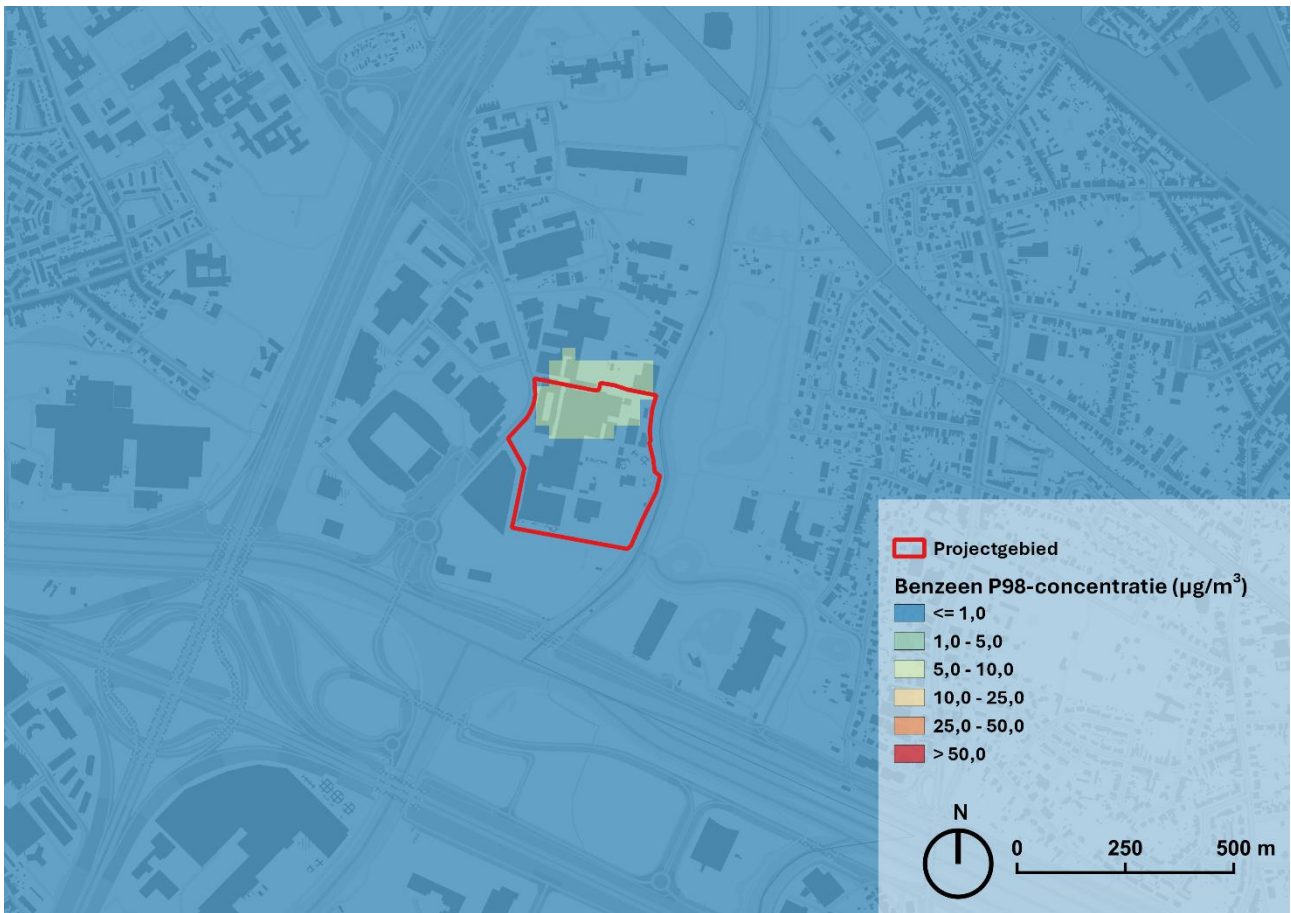 Projectgebied
Benzeen P98-concentratie (µg/m³)
<= 1,0
1,0 - 5,0
5,0 - 10,0
10,0 - 25,0
25,0 - 50,0
> 50,0
N
0 250 500 m